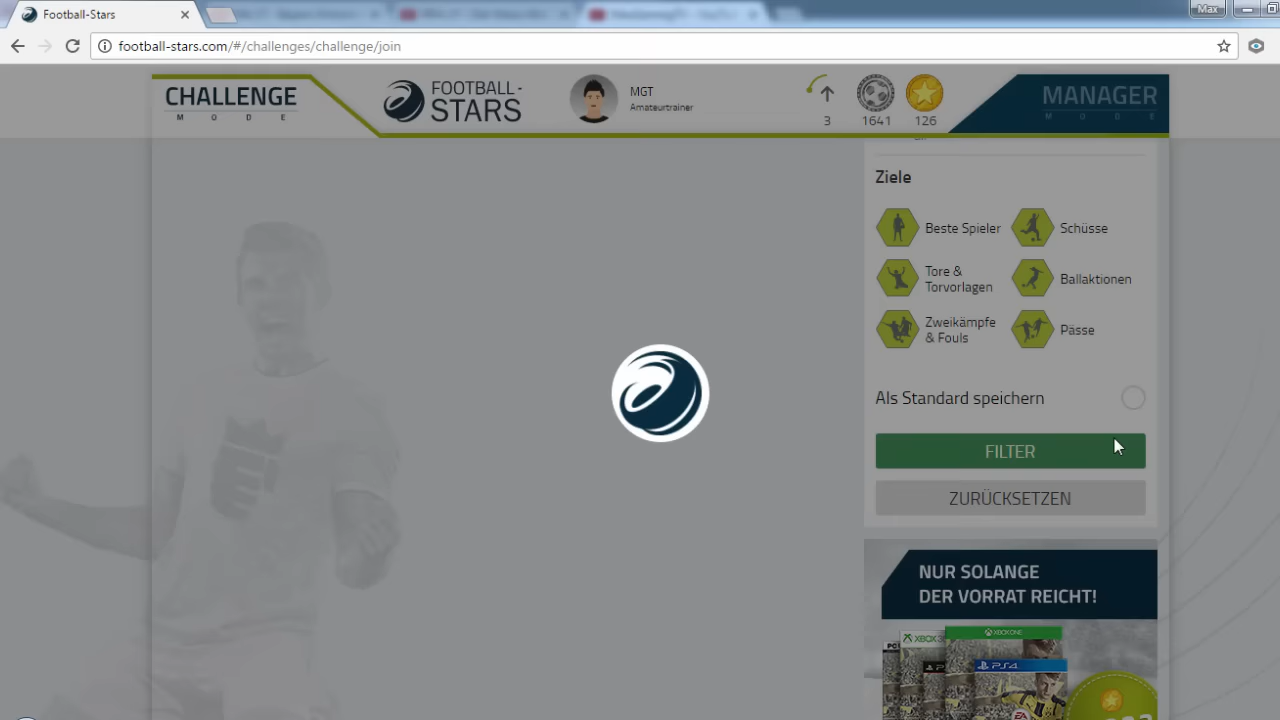 Football-Stars
Max
football-stars.com/#/challenges/challenge/join
CHALLENGE
MODE
FOOTBALL-
STARS
MGT
Amateurtrainer
3
1641
126
MANAGER
MODE
Ziele
Beste Spieler
Schüsse
Tore &
Torvorlagen
Ballaktionen
Zweikämpfe
& Fouls
Pässe
Als Standard speichern
FILTER
ZURÜCKSETZEN
NUR SOLANGE
DER VORRAT REICHT!
XBOX ONE
PS4